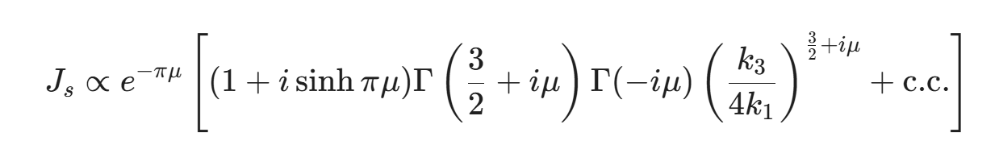 J_s ∝ e^{-πμ} [ (1 + i sinh πμ)Γ(3/2 + iμ) Γ(-iμ) (k_3/4k_1)^{3/2+iμ} + c.c. ]